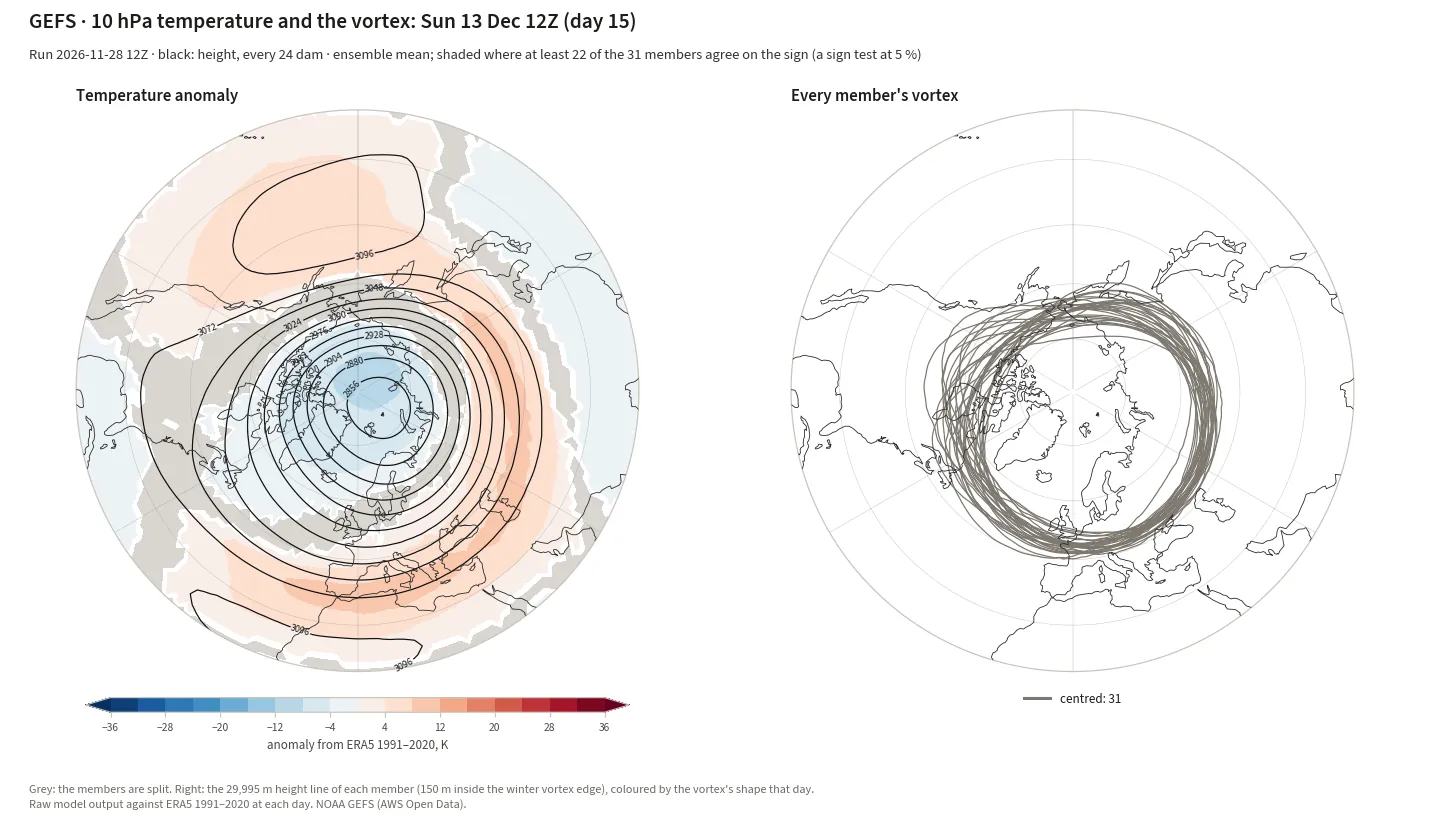 GEFS · 10 hPa temperature and the vortex: Sun 13 Dec 12Z (day 15)
Run 2026-11-28 12Z · black: height, every 24 dam · ensemble mean; shaded where at least 22 of the 31 members agree on the sign (a sign test at 5 %)
Temperature anomaly
Every member's vortex
3096
3048
3072
3024
3000
2976
2928
2904
2880
2856
3096
3096
centred: 31
−36 −28 −20 −12 −4 4 12 20 28 36
anomaly from ERA5 1991–2020, K
Grey: the members are split. Right: the 29,995 m height line of each member (150 m inside the winter vortex edge), coloured by the vortex's shape that day.
Raw model output against ERA5 1991–2020 at each day. NOAA GEFS (AWS Open Data).